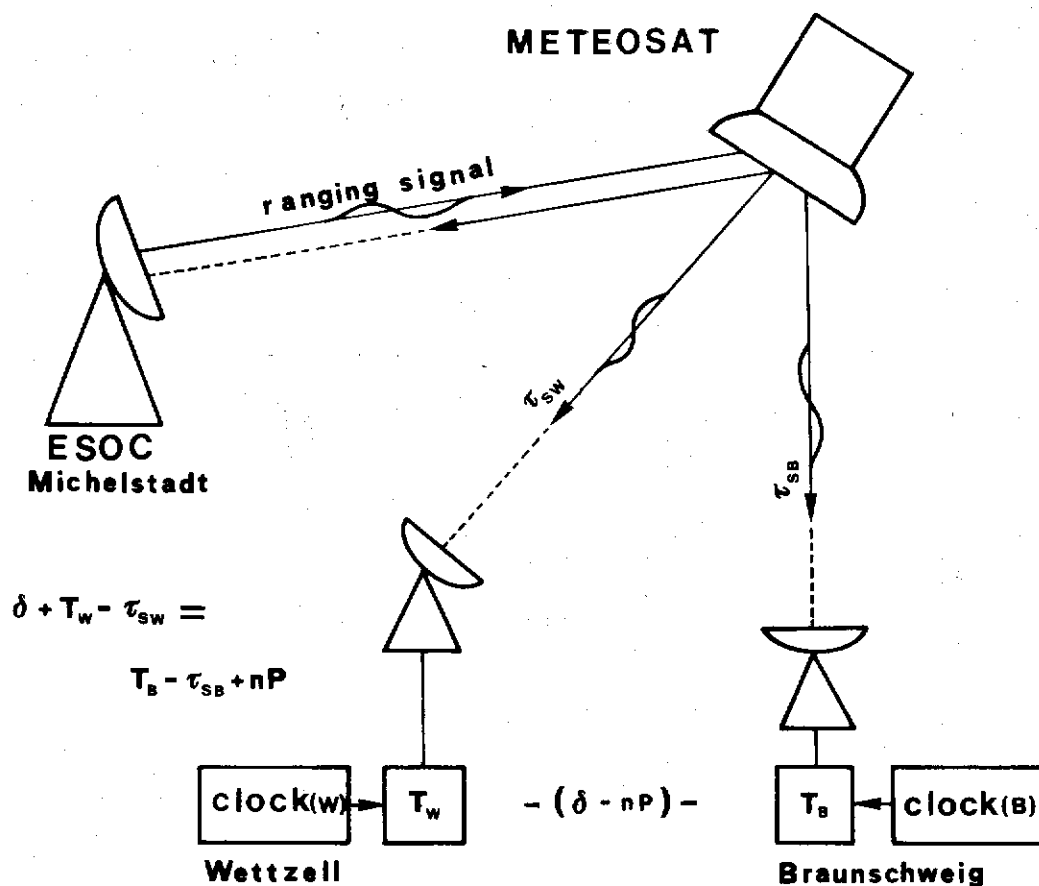 METEOSAT
ranging signal
ESOC
Michelstadt
τSW
τSB
δ + TW - τSW =
TB - τSB + nP
clock(W)
TW
- (δ - nP) -
TB
clock(B)
Wettzell
Braunschweig